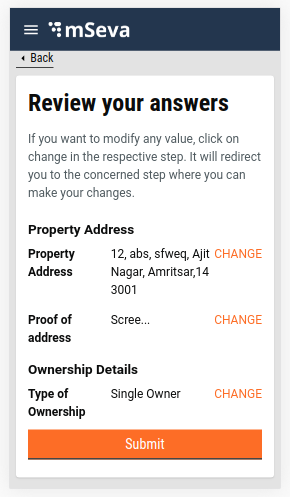 mSeva
Back
Review your answers
If you want to modify any value, click on
change in the respective step. It will redirect
you to the concerned step where you can
make your changes.
Property Address
Property Address
12, abs, sfweq, Ajit
Nagar, Amritsar,14
3001
CHANGE
Proof of address
Scree...
CHANGE
Ownership Details
Type of Ownership
Single Owner
CHANGE
Submit